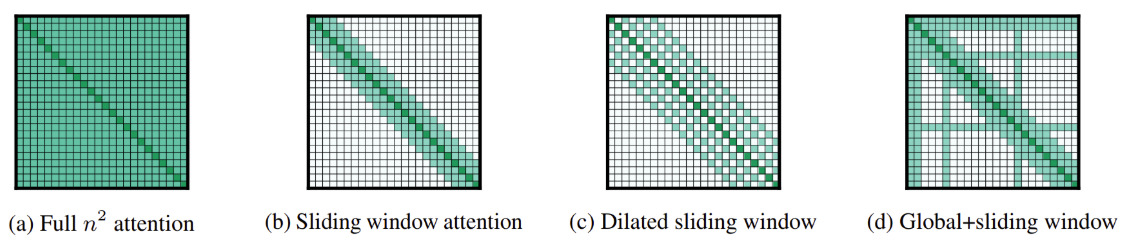 (a) Full n² attention
(b) Sliding window attention
(c) Dilated sliding window
(d) Global+sliding window